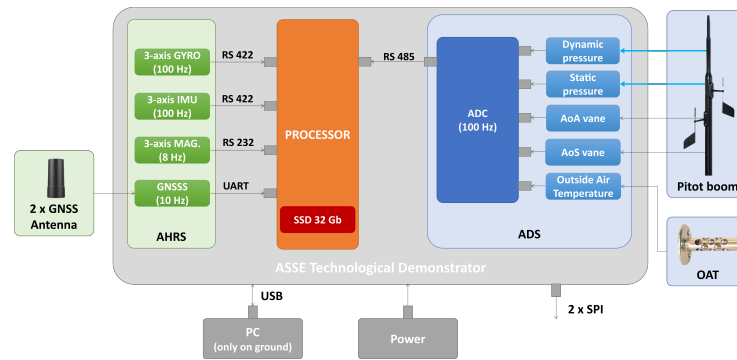 3-axis GYRO
(100 Hz)
RS 422
3-axis IMU
(100 Hz)
RS 422
3-axis MAG.
(8 Hz)
RS 232
GNSSS
(10 Hz)
UART
AHRS
2 x GNSS
Antenna
PROCESSOR
SSD 32 Gb
RS 485
ADC
(100 Hz)
Dynamic
pressure
Static
pressure
AoA vane
AoS vane
Outside Air
Temperature
ADS
Pitot boom
OAT
ASSE Technological Demonstrator
USB
2 x SPI
PC
(only on ground)
Power